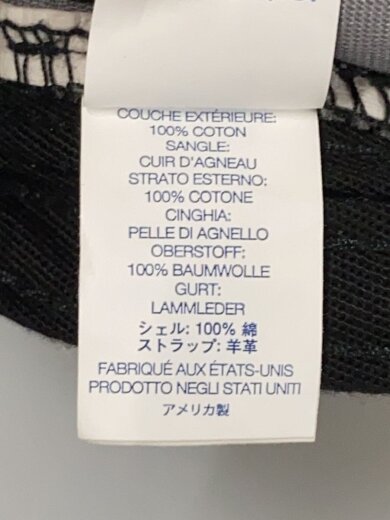 COUCHE EXTÉRIEURE:
100% COTON
SANGLE:
CUIR D'AGNEAU
STRATO ESTERNO:
100% COTONE
CINGHIA:
PELLE DI AGNELLO
OBERSTOFF:
100% BAUMWOLLE
GURT:
LAMMLEDER
シェル: 100% 綿
ストラップ: 羊革
FABRIQUÉ AUX ÉTATS-UNIS
PRODOTTO NEGLI STATI UNITI
アメリカ製